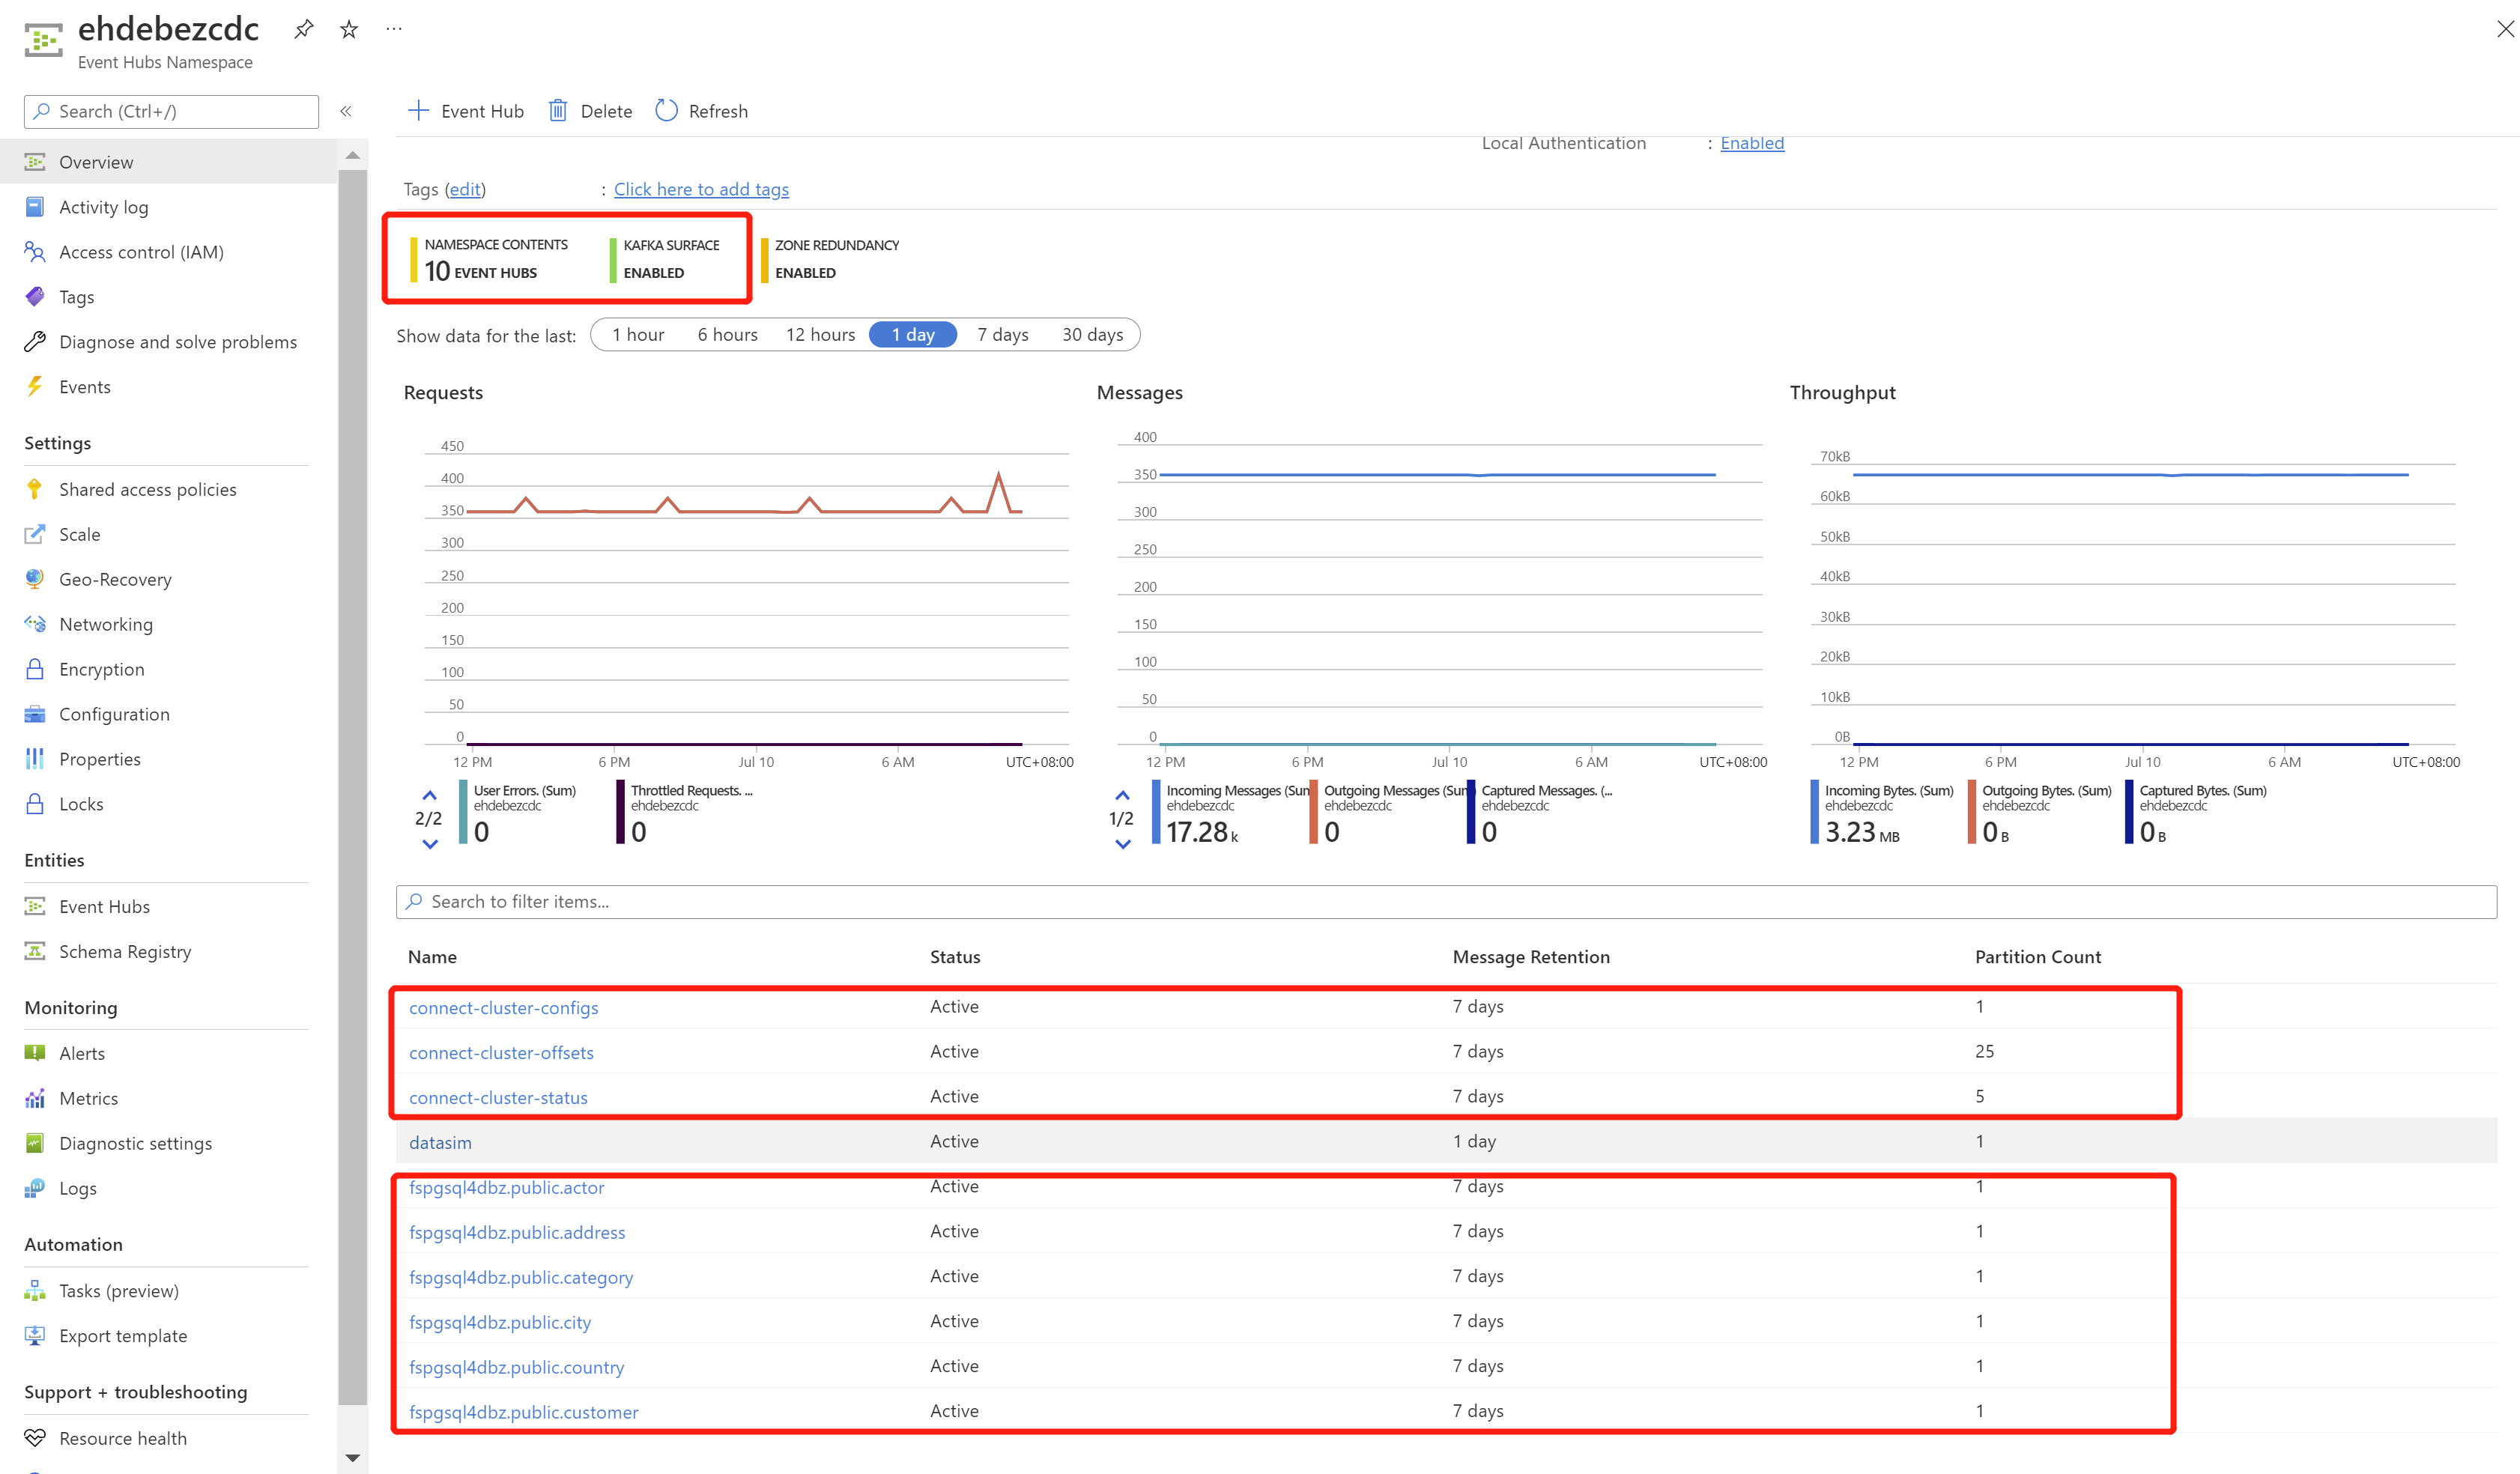 ehdebezcdc
Event Hubs Namespace
Search (Ctrl+/)
Overview
Activity log
Access control (IAM)
Tags
Diagnose and solve problems
Events
Settings
Shared access policies
Scale
Geo-Recovery
Networking
Encryption
Configuration
Properties
Locks
Entities
Event Hubs
Schema Registry
Monitoring
Alerts
Metrics
Diagnostic settings
Logs
Automation
Tasks (preview)
Export template
Support + troubleshooting
Resource health
Event Hub Delete Refresh
Local Authentication : Enabled
Tags (edit) : Click here to add tags
NAMESPACE CONTENTS
10 EVENT HUBS
KAFKA SURFACE
ENABLED
ZONE REDUNDANCY
ENABLED
Show data for the last: 1 hour 6 hours 12 hours 1 day 7 days 30 days
Requests
450
400
350
300
250
200
150
100
50
0
12 PM 6 PM Jul 10 6 AM UTC+08:00
2/2
User Errors. (Sum)
ehdebezcdc
0
Throttled Requests. ...
ehdebezcdc
0
Messages
400
350
300
250
200
150
100
50
0
12 PM 6 PM Jul 10 6 AM UTC+08:00
1/2
Incoming Messages (Sun
ehdebezcdc
17.28 k
Outgoing Messages (Sun
ehdebezcdc
0
Captured Messages. (...
ehdebezcdc
0
Throughput
70kB
60kB
50kB
40kB
30kB
20kB
10kB
0B
12 PM 6 PM Jul 10 6 AM UTC+08:00
Incoming Bytes. (Sum)
ehdebezcdc
3.23 MB
Outgoing Bytes. (Sum)
ehdebezcdc
0 B
Captured Bytes. (Sum)
ehdebezcdc
0 B
Search to filter items...
Name Status Message Retention Partition Count
connect-cluster-configs Active 7 days 1
connect-cluster-offsets Active 7 days 25
connect-cluster-status Active 7 days 5
datasim Active 1 day 1
fspgsql4dbz.public.actor Active 7 days 1
fspgsql4dbz.public.address Active 7 days 1
fspgsql4dbz.public.category Active 7 days 1
fspgsql4dbz.public.city Active 7 days 1
fspgsql4dbz.public.country Active 7 days 1
fspgsql4dbz.public.customer Active 7 days 1